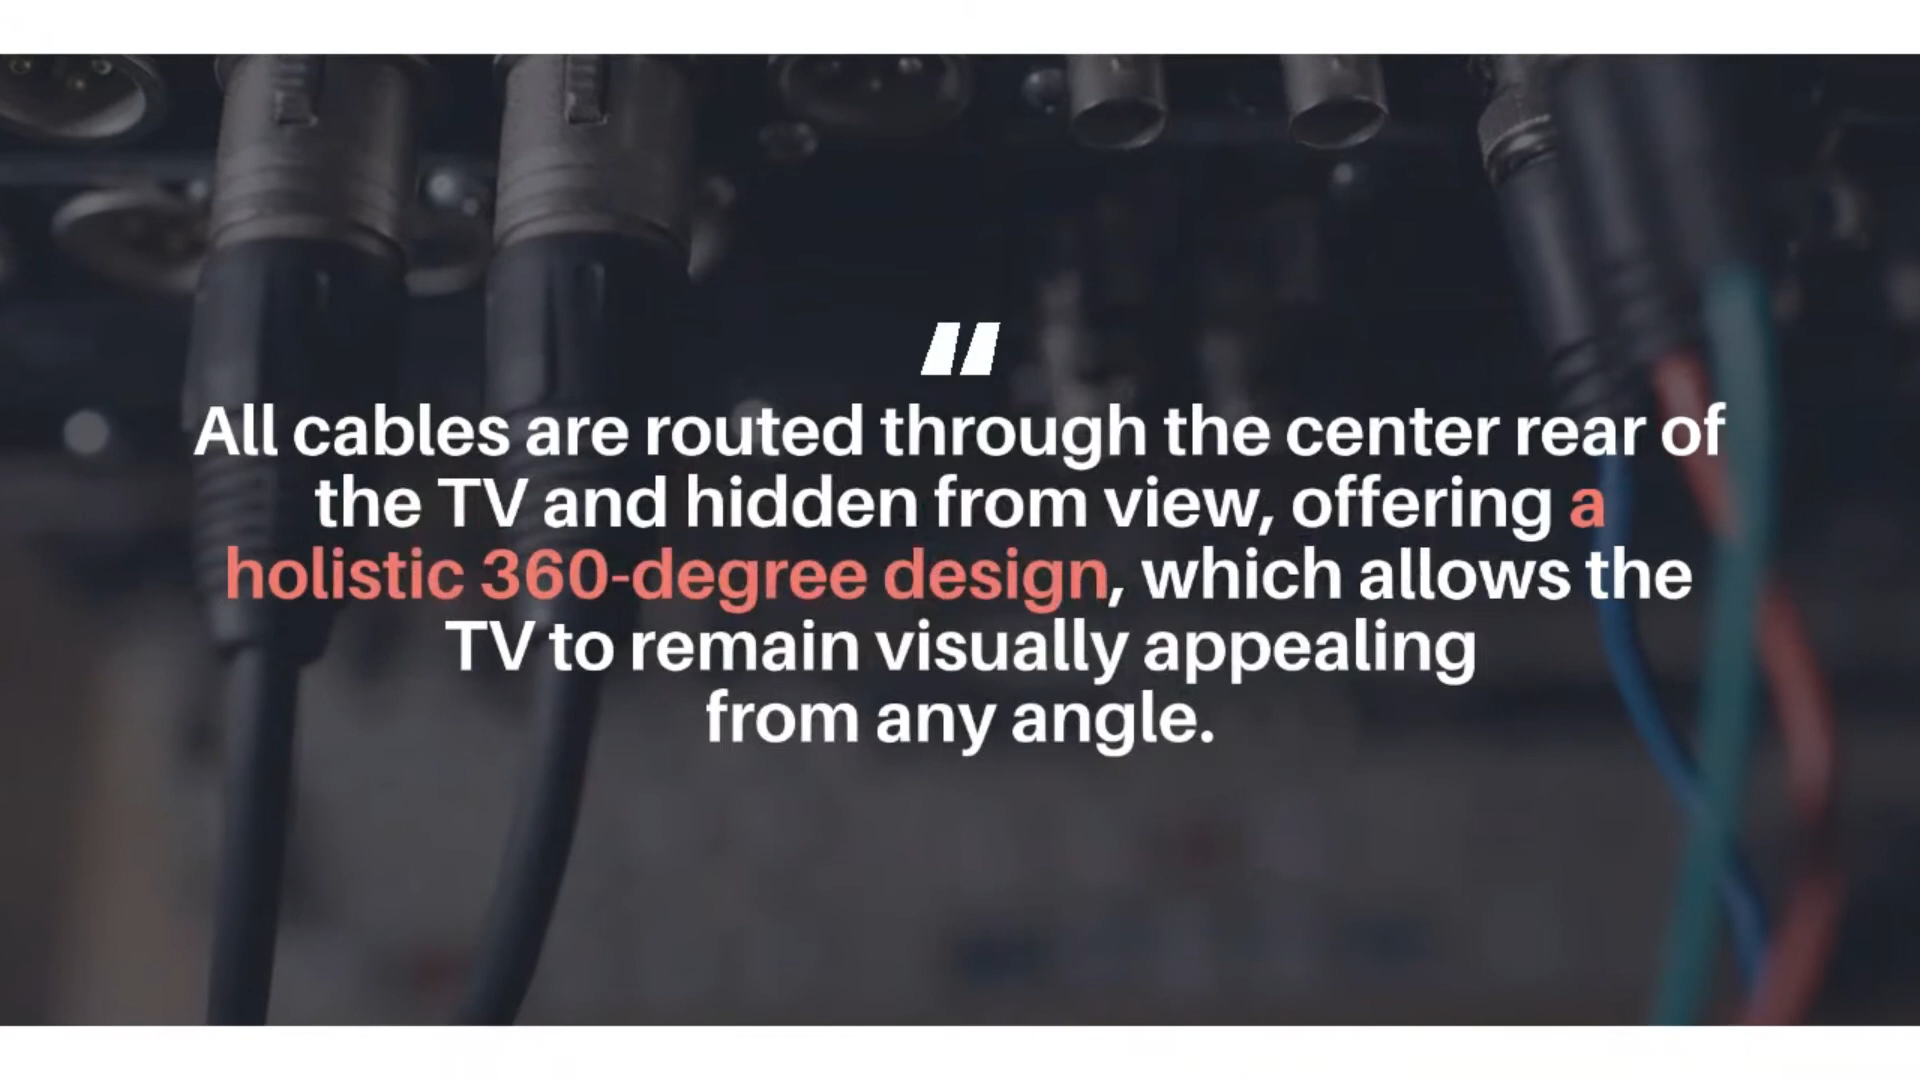 "
All cables are routed through the center rear of
the TV and hidden from view, offering a
holistic 360-degree design, which allows the
TV to remain visually appealing
from any angle.